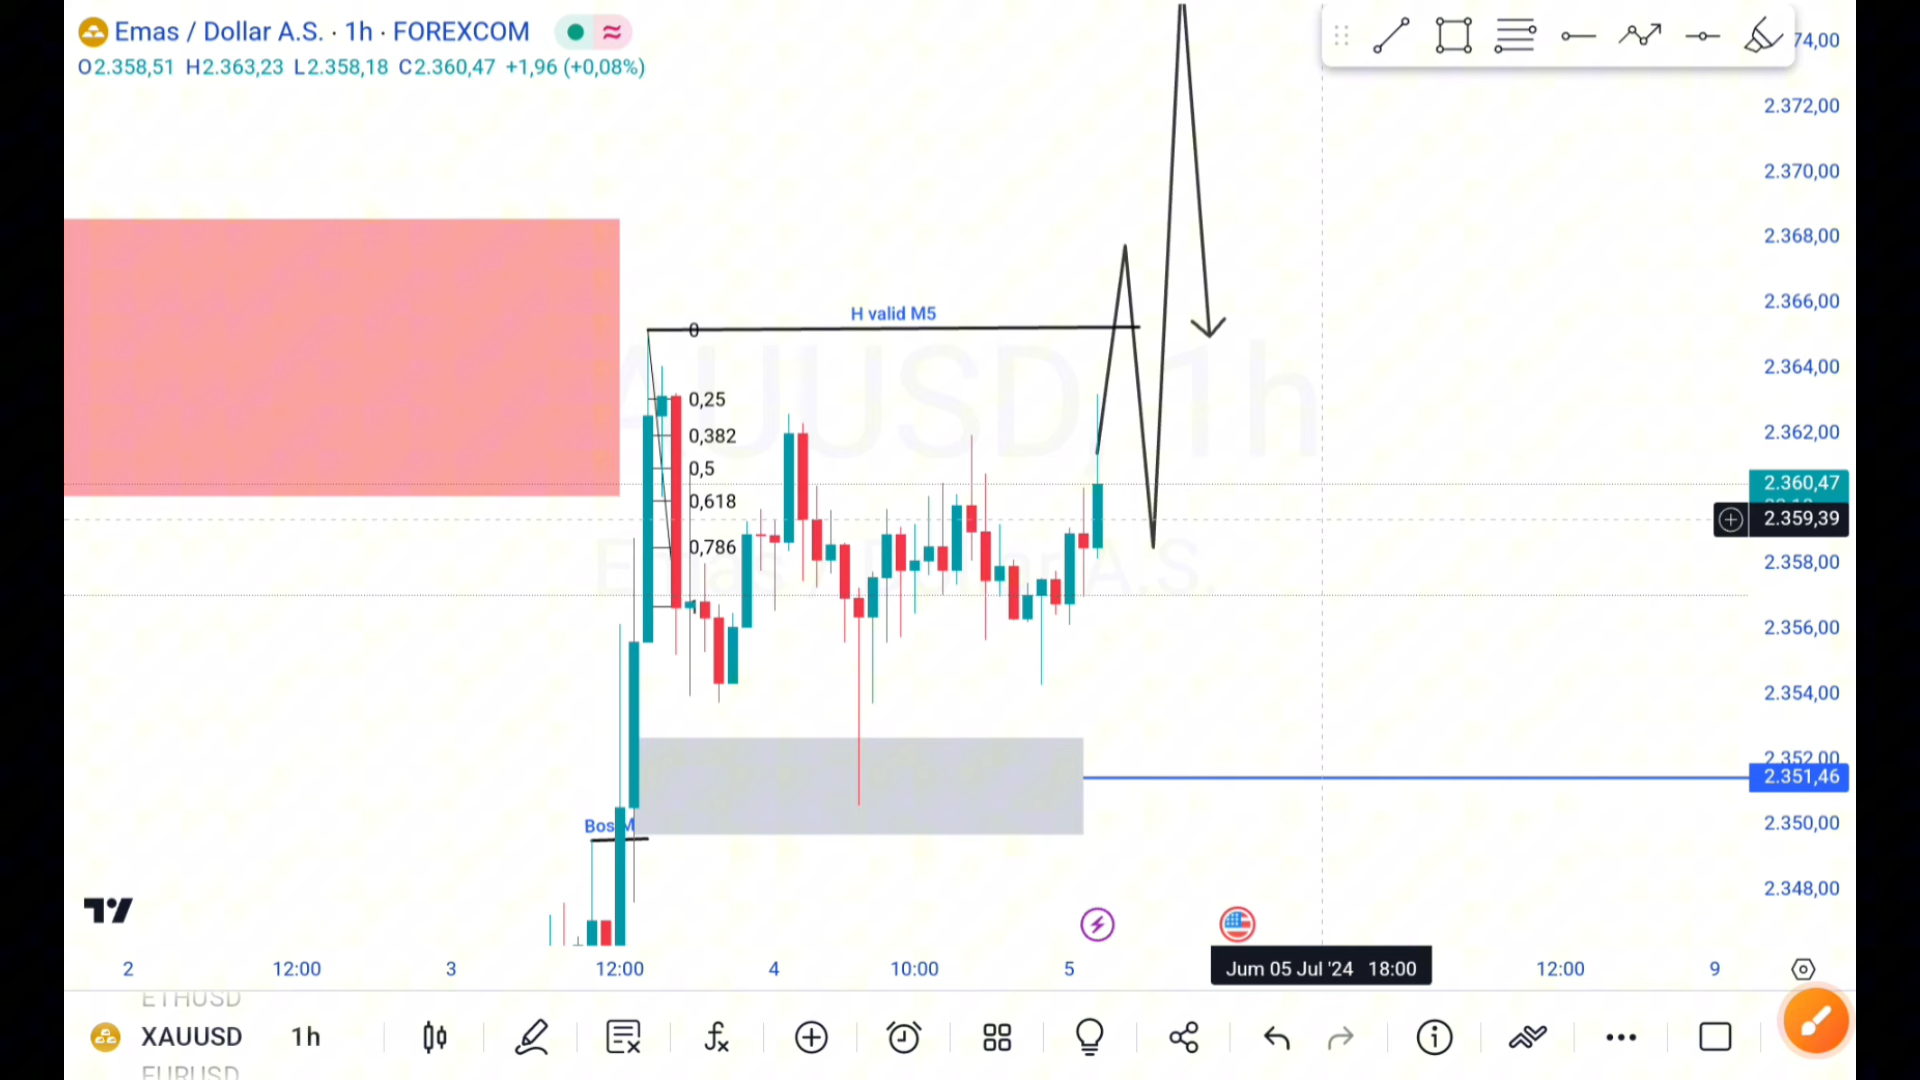 Emas / Dollar A.S. · 1h · FOREXCOM
O2.358,51 H2.363,23 L2.358,18 C2.360,47 +1,96 (+0,08%)
74,00
2.372,00
2.370,00
2.368,00
2.366,00
2.364,00
2.362,00
2.360,47
2.359,39
2.358,00
2.356,00
2.354,00
2.352,00
2.351,46
2.350,00
2.348,00
H valid M5
0
0,25
0,382
0,5
0,618
0,786
1
AUUSD, 1h
Emas / Dollar A.S.
Bos M
2 12:00 3 12:00 4 10:00 5 Jum 05 Jul '24 18:00 12:00 9
ETHUSD
XAUUSD 1h
EURUSD